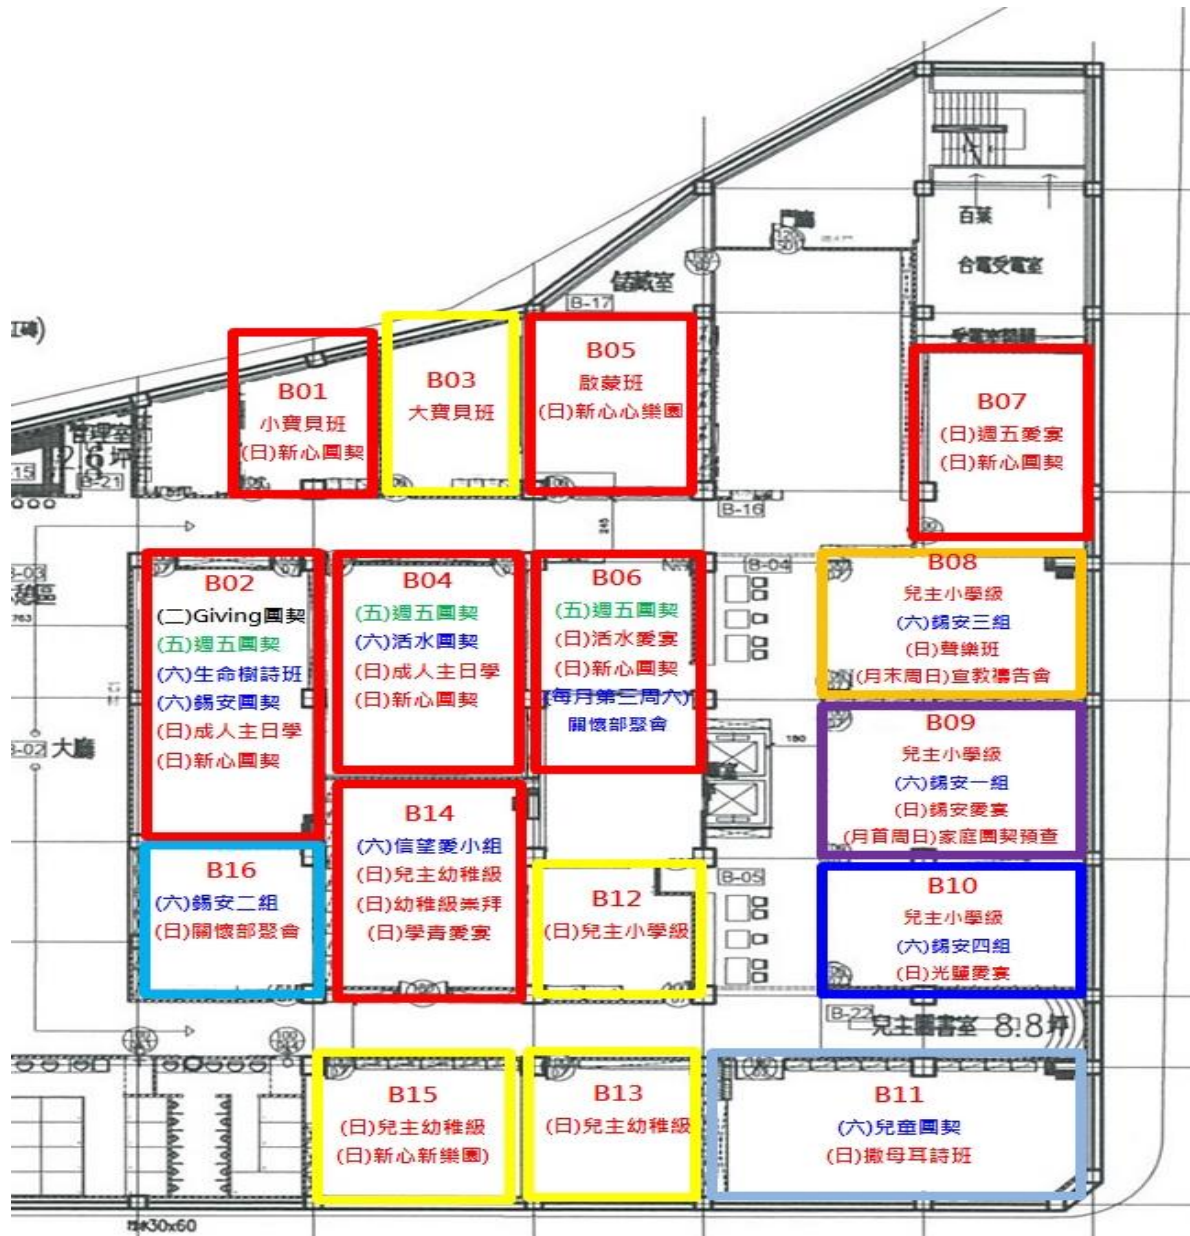 百葉
台電受電室
儲藏室
B-17
B01
小寶貝班
(日)新心團契
B03
大寶貝班
B05
啟蒙班
(日)新心心樂園
B07
(日)週五愛宴
(日)新心團契
管理室
B-21
B-16
245
B02
(二)Giving團契
(五)週五團契
(六)生命樹詩班
(六)錫安團契
(日)成人主日學
(日)新心團契
B04
(五)週五團契
(六)活水團契
(日)成人主日學
(日)新心團契
B06
(五)週五團契
(日)活水愛宴
(日)新心團契
(每月第三周六)
關懷部聚會
B-04
B08
兒主小學級
(六)錫安三組
(日)聲樂班
(月末周日)宣教禱告會
B-03
763
B-02 大廳
190
B09
兒主小學級
(六)錫安一組
(日)錫安愛宴
(月首周日)家庭團契預查
B16
(六)錫安二組
(日)關懷部聚會
B14
(六)信望愛小組
(日)兒主幼稚級
(日)幼稚級崇拜
(日)學青愛宴
B12
(日)兒主小學級
B-05
B10
兒主小學級
(六)錫安四組
(日)光鹽愛宴
B-22
兒主圖書室 8.8坪
B15
(日)兒主幼稚級
(日)新心新樂園)
B13
(日)兒主幼稚級
B11
(六)兒童團契
(日)撒母耳詩班
30x60